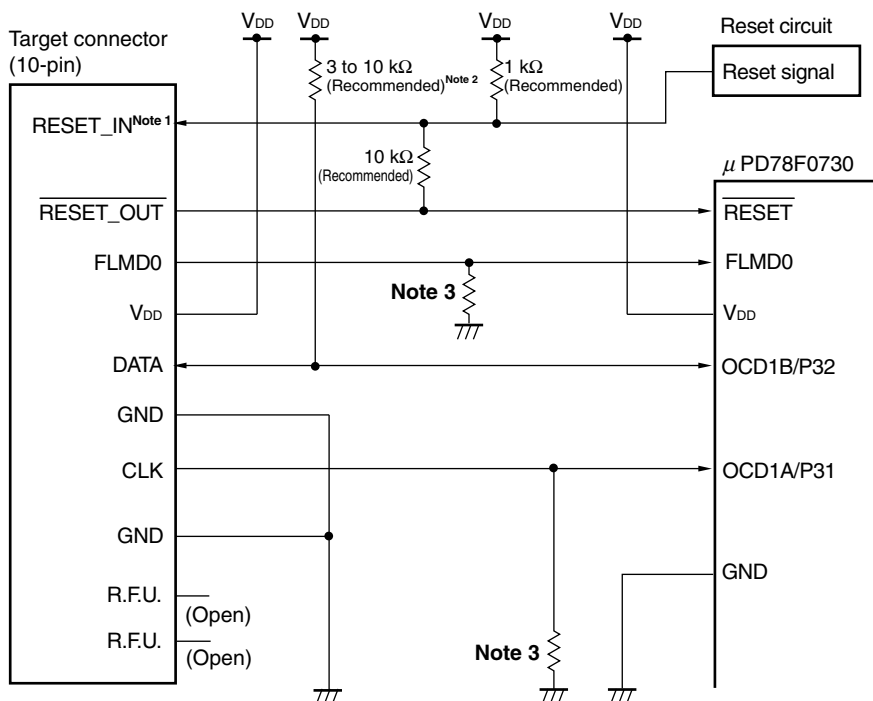 VDD VDD VDD VDD
Reset circuit
Target connector
(10-pin)
3 to 10 kΩ
(Recommended)Note 2
1 kΩ
(Recommended)
Reset signal
RESET_INNote 1
10 kΩ
(Recommended)
μPD78F0730
RESET_OUT
RESET
FLMD0
FLMD0
Note 3
VDD
VDD
DATA
OCD1B/P32
GND
CLK
OCD1A/P31
GND
GND
R.F.U.
(Open)
R.F.U.
(Open)
Note 3